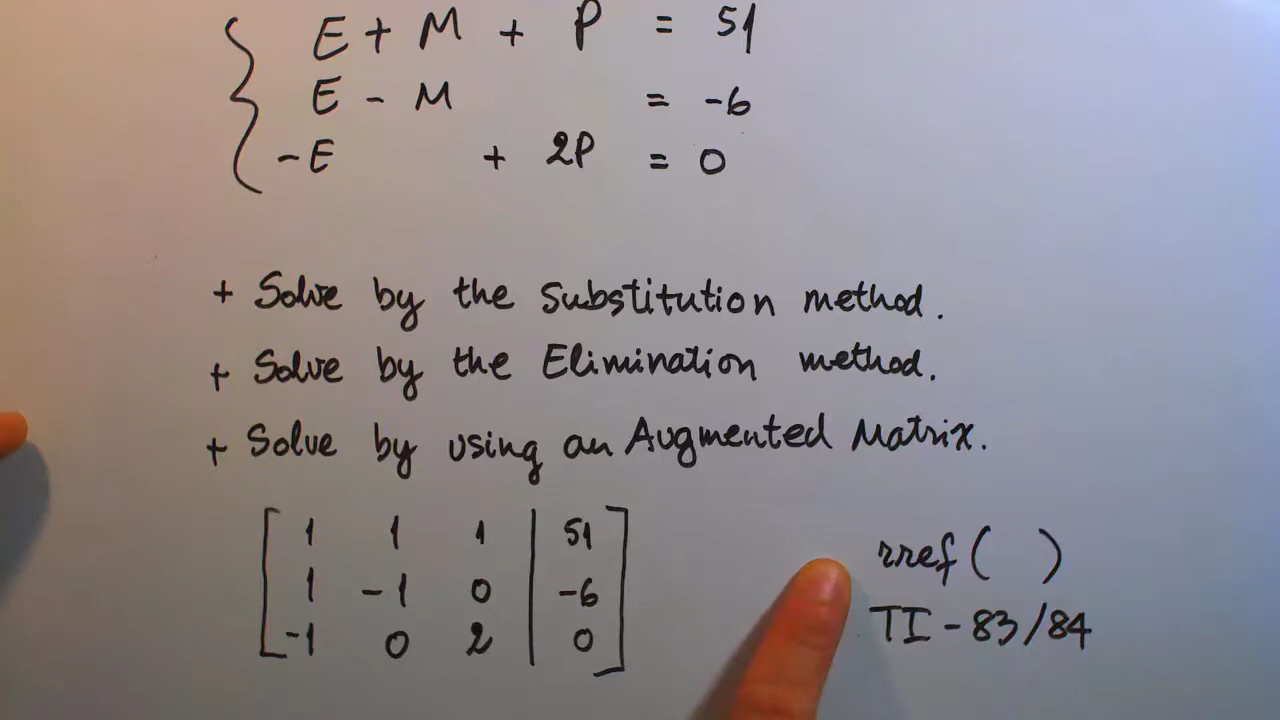 E + M + P = 51
E - M = -6
-E + 2P = 0
+ Solve by the Substitution method.
+ Solve by the Elimination method.
+ Solve by using an Augmented Matrix.
1 1 1 | 51
1 -1 0 | -6
-1 0 2 | 0
rref( )
TI-83/84